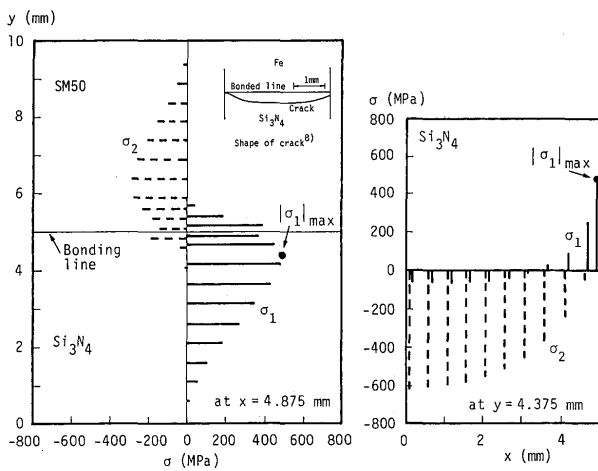 y (mm)
10
8
6
4
2
0
SM50
σ2
Bonding
line
Si3N4
Fe
Bonded line
1mm
Crack
Si3N4
Shape of crack8)
|σ1|max
σ1
at x = 4.875 mm
-800 -600 -400 -200 0 200 400 600 800
σ (MPa)
σ (MPa)
800
600
400
200
0
-200
-400
-600
-800
Si3N4
|σ1|max
σ1
σ2
at y = 4.375 mm
0 2 4
x (mm)